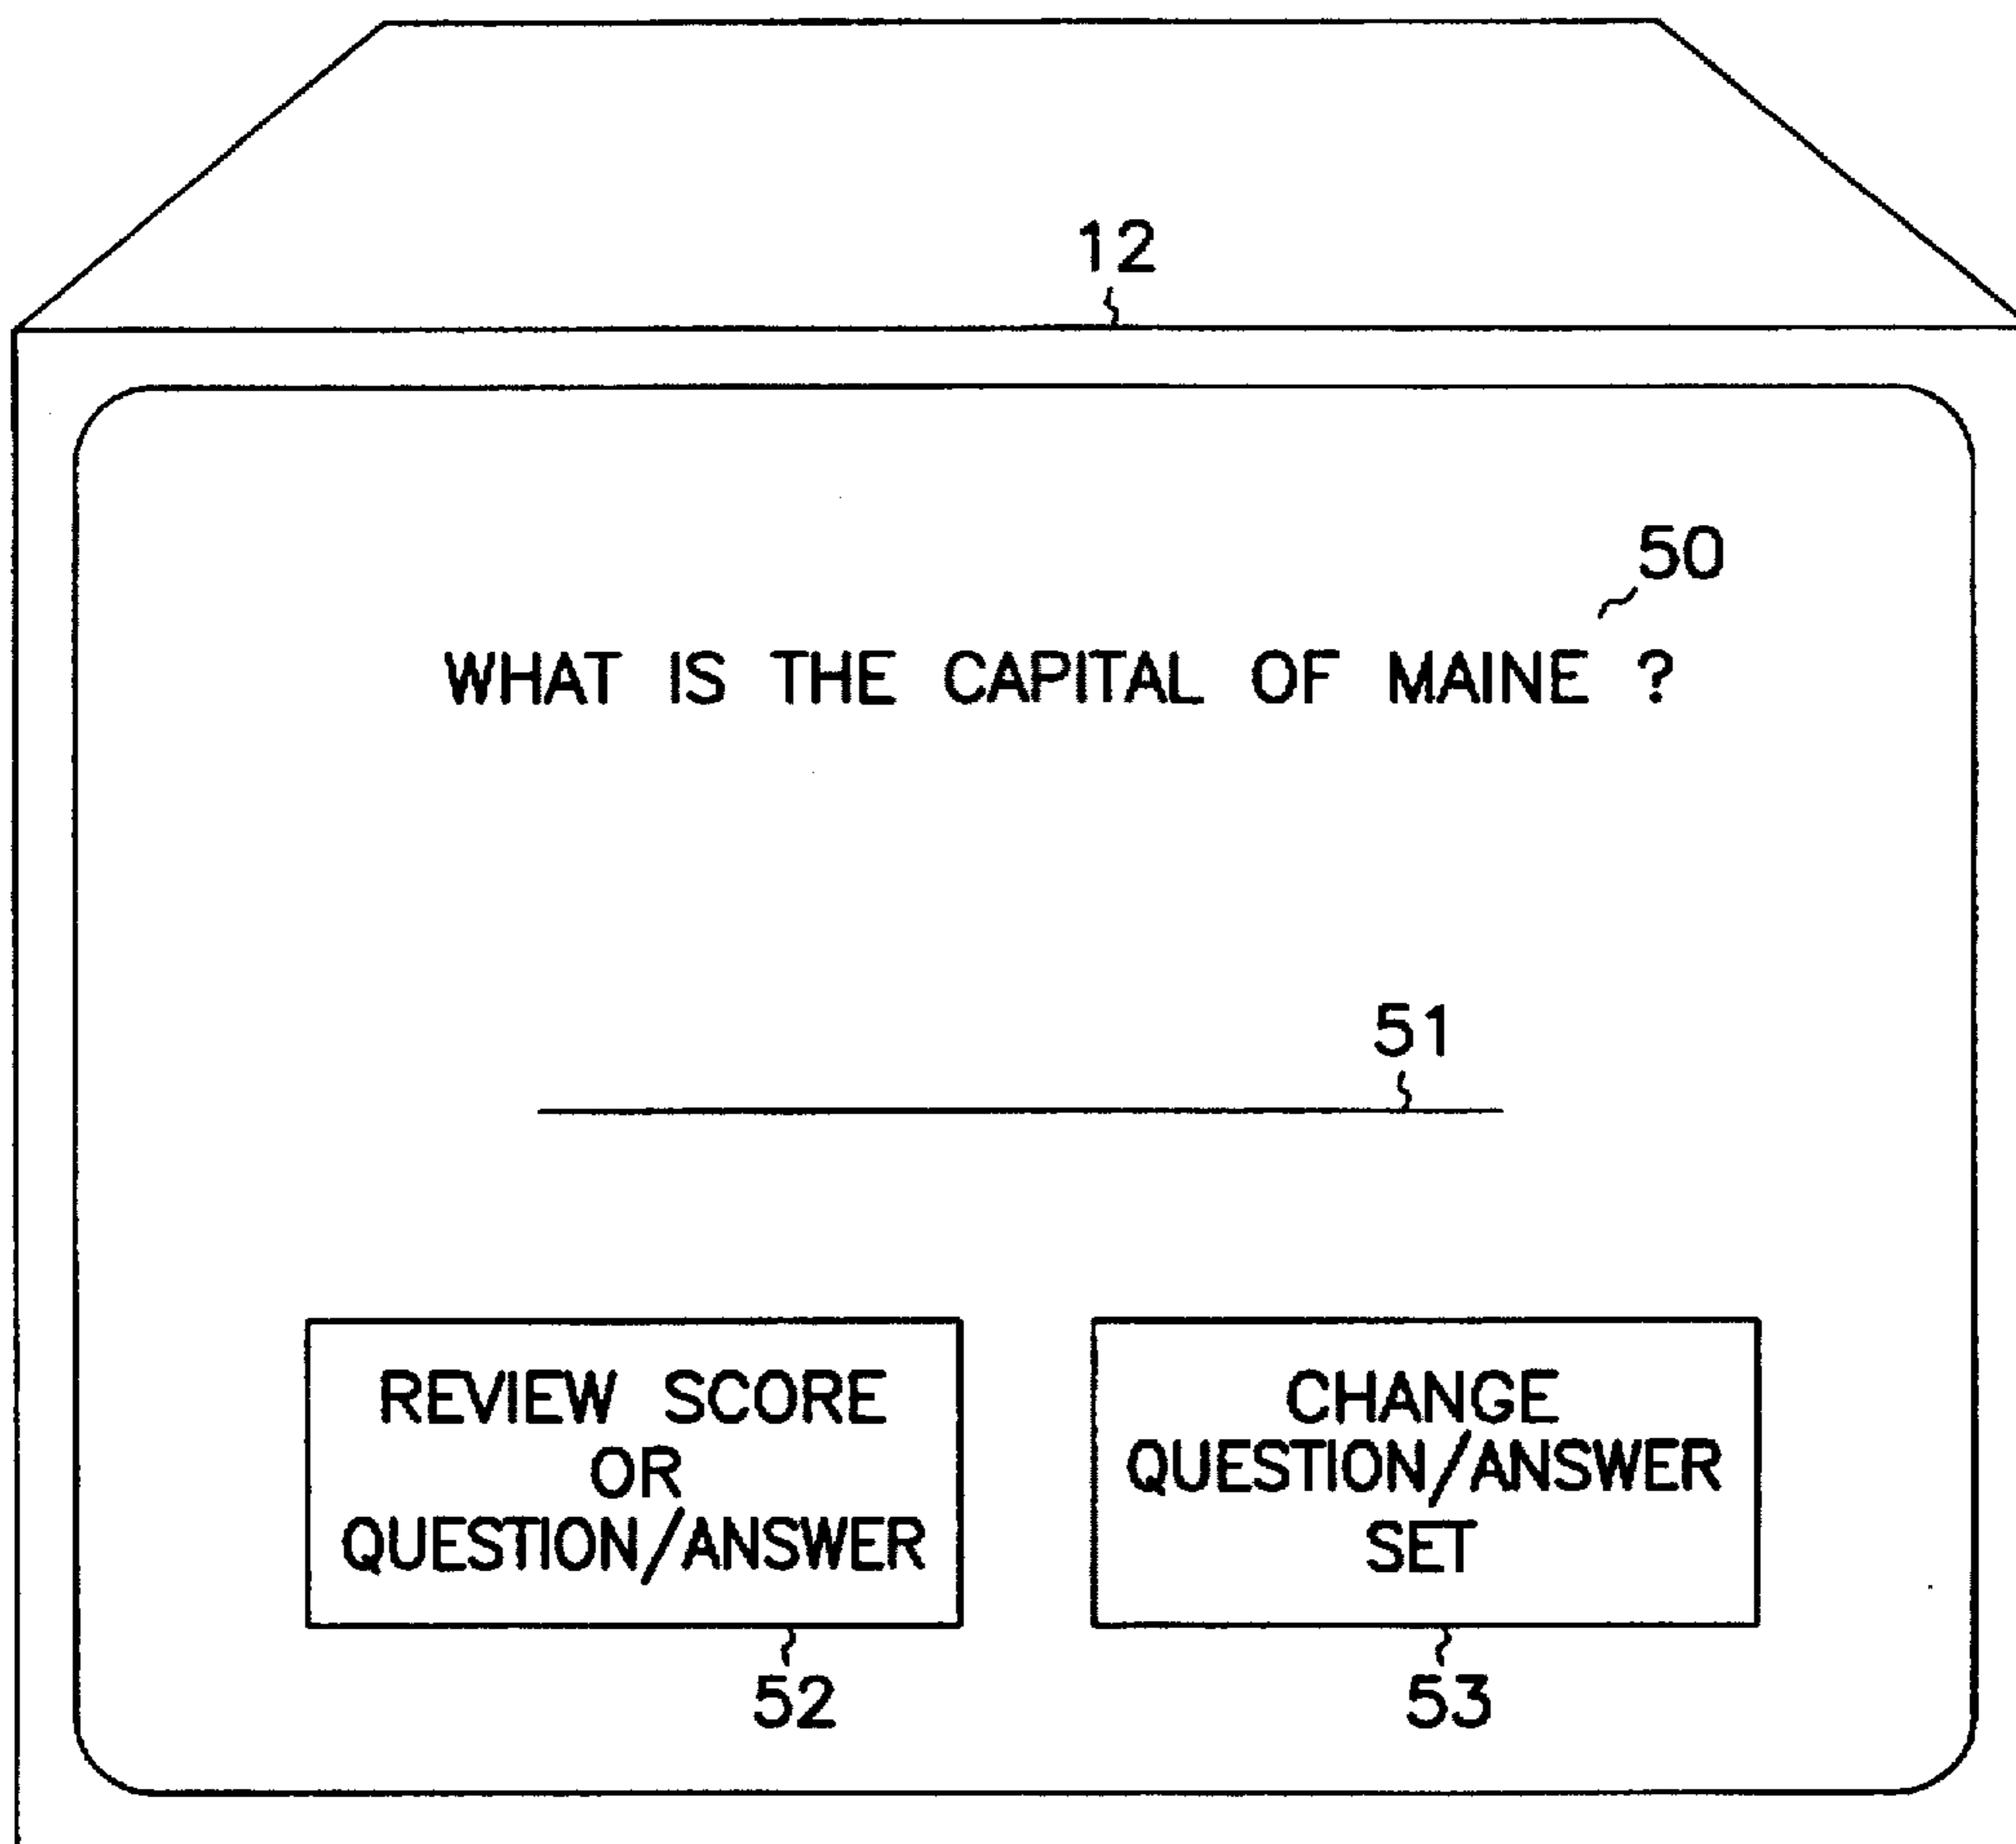 12
50
WHAT IS THE CAPITAL OF MAINE ?
51
REVIEW SCORE
OR
QUESTION/ANSWER
CHANGE
QUESTION/ANSWER
SET
52
53